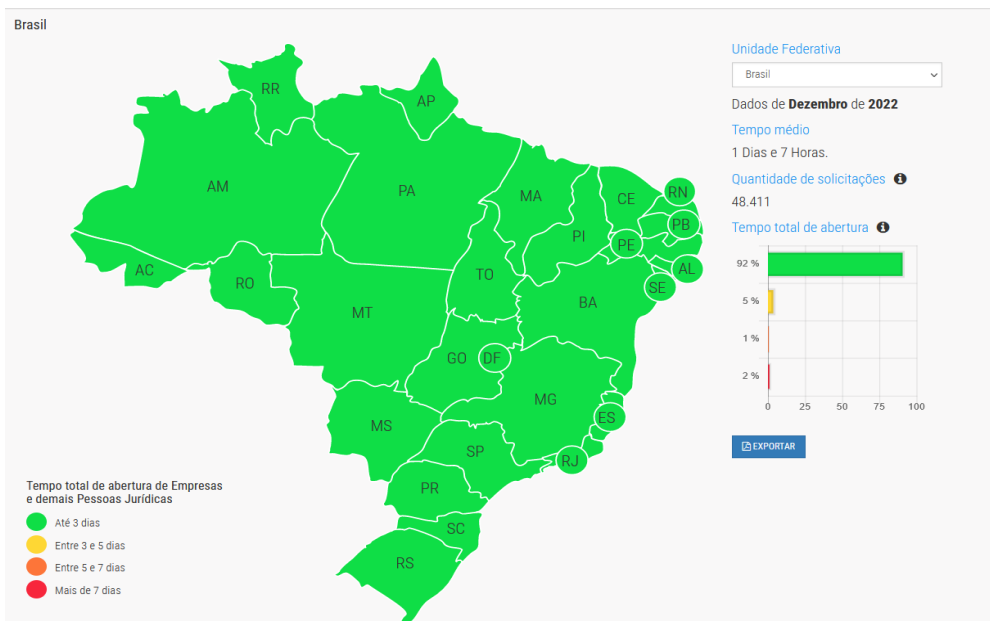 Brasil
Unidade Federativa
Brasil
Dados de Dezembro de 2022
Tempo médio
1 Dias e 7 Horas.
Quantidade de solicitações
48.411
Tempo total de abertura
92 %
5 %
1 %
2 %
0 25 50 75 100
EXPORTAR
RR
AP
AM
PA
MA
CE
RN
PI
PB
PE
AC
RO
TO
AL
SE
BA
MT
GO
DF
MG
ES
MS
SP
RJ
PR
SC
RS
Tempo total de abertura de Empresas
e demais Pessoas Jurídicas
Até 3 dias
Entre 3 e 5 dias
Entre 5 e 7 dias
Mais de 7 dias